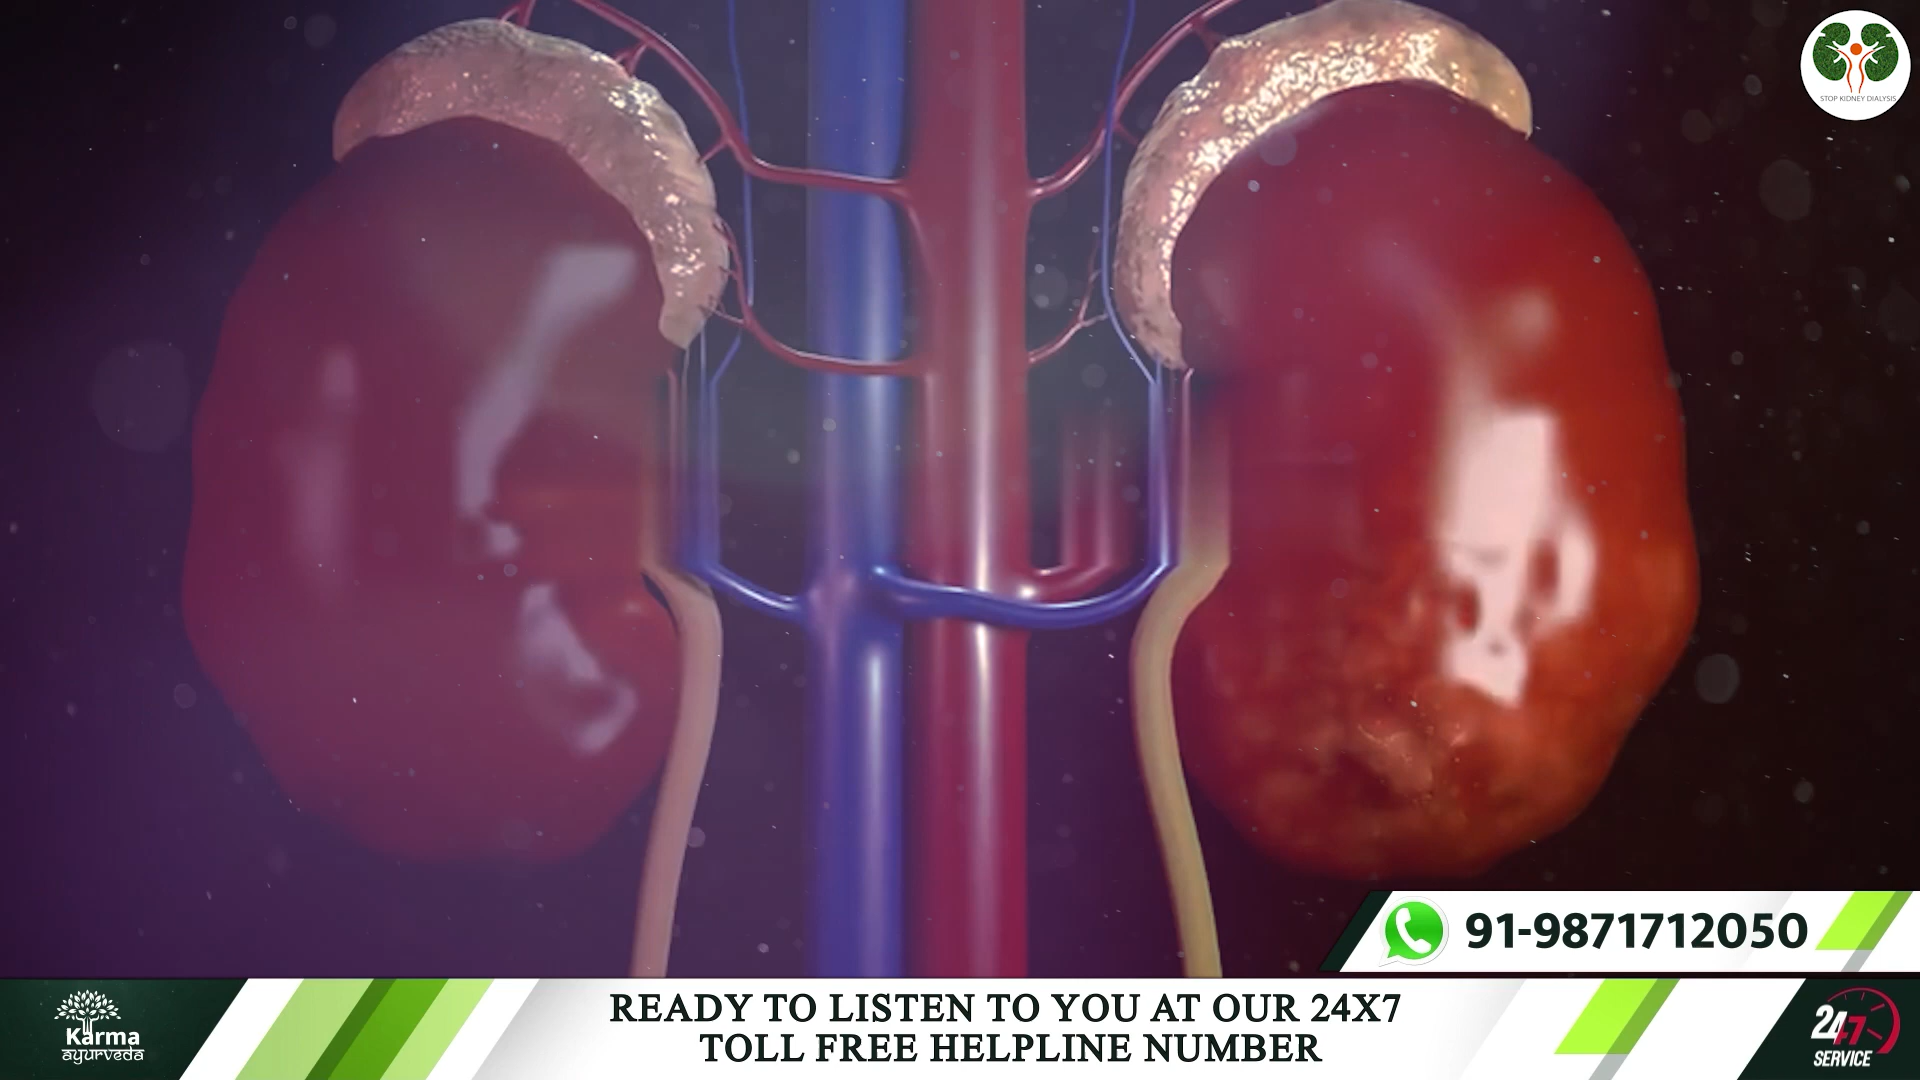 STOP KIDNEY DIALYSIS
91-9871712050
READY TO LISTEN TO YOU AT OUR 24X7
TOLL FREE HELPLINE NUMBER
Karma
ayurveda
24
7
SERVICE